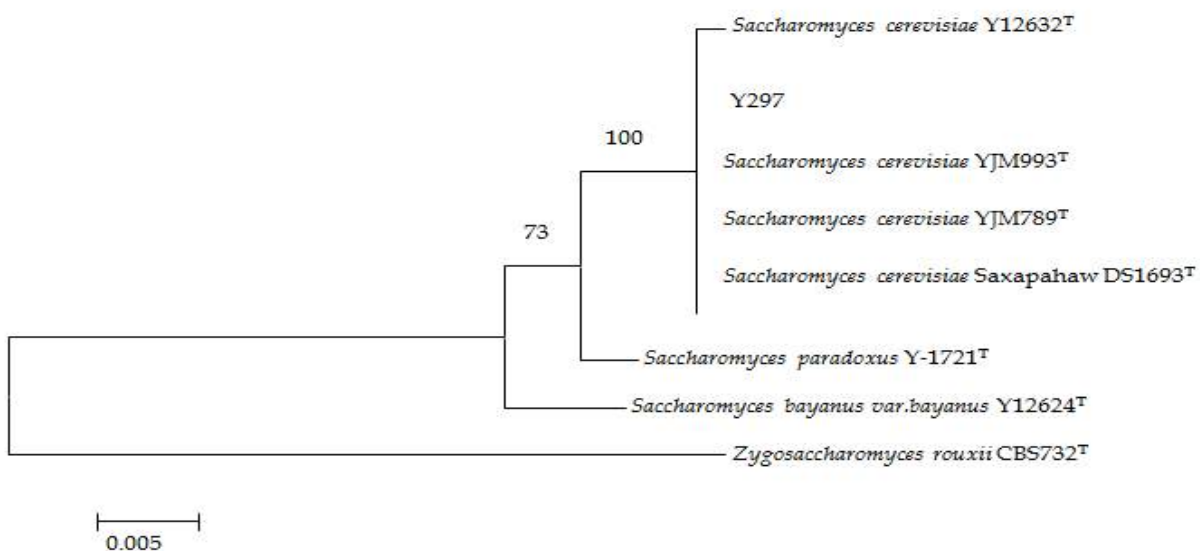 Saccharomyces cerevisiae Y12632ᵀ
Y297
100
Saccharomyces cerevisiae YJM993ᵀ
Saccharomyces cerevisiae YJM789ᵀ
73
Saccharomyces cerevisiae Saxapahaw DS1693ᵀ
Saccharomyces paradoxus Y-1721ᵀ
Saccharomyces bayanus var.bayanus Y12624ᵀ
Zygosaccharomyces rouxii CBS732ᵀ
0.005